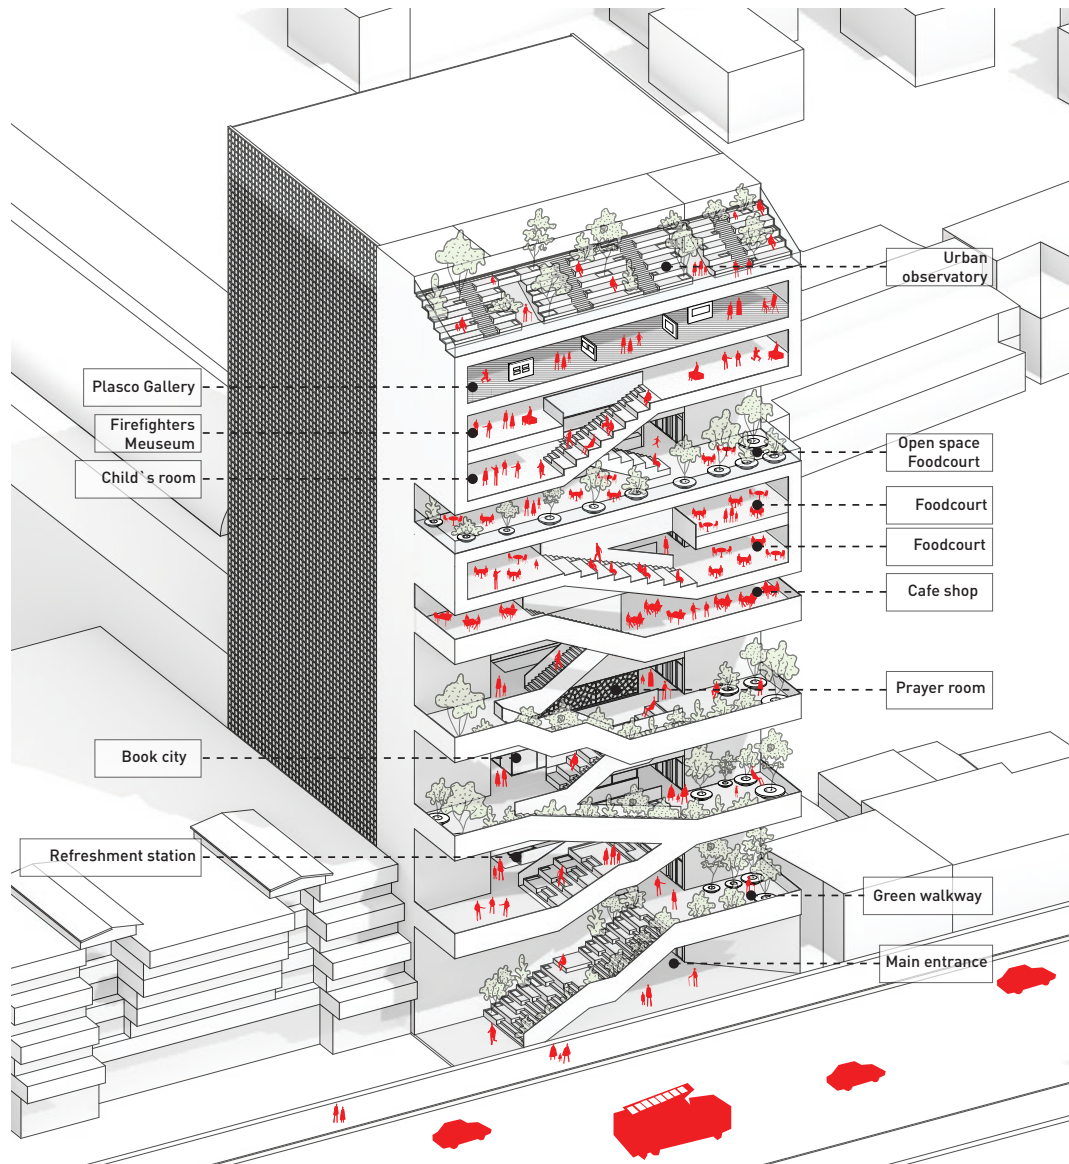 Urban
observatory
Plasco Gallery
Firefighters
Meuseum
Child`s room
Open space
Foodcourt
Foodcourt
Foodcourt
Cafe shop
Prayer room
Book city
Refreshment station
Green walkway
Main entrance